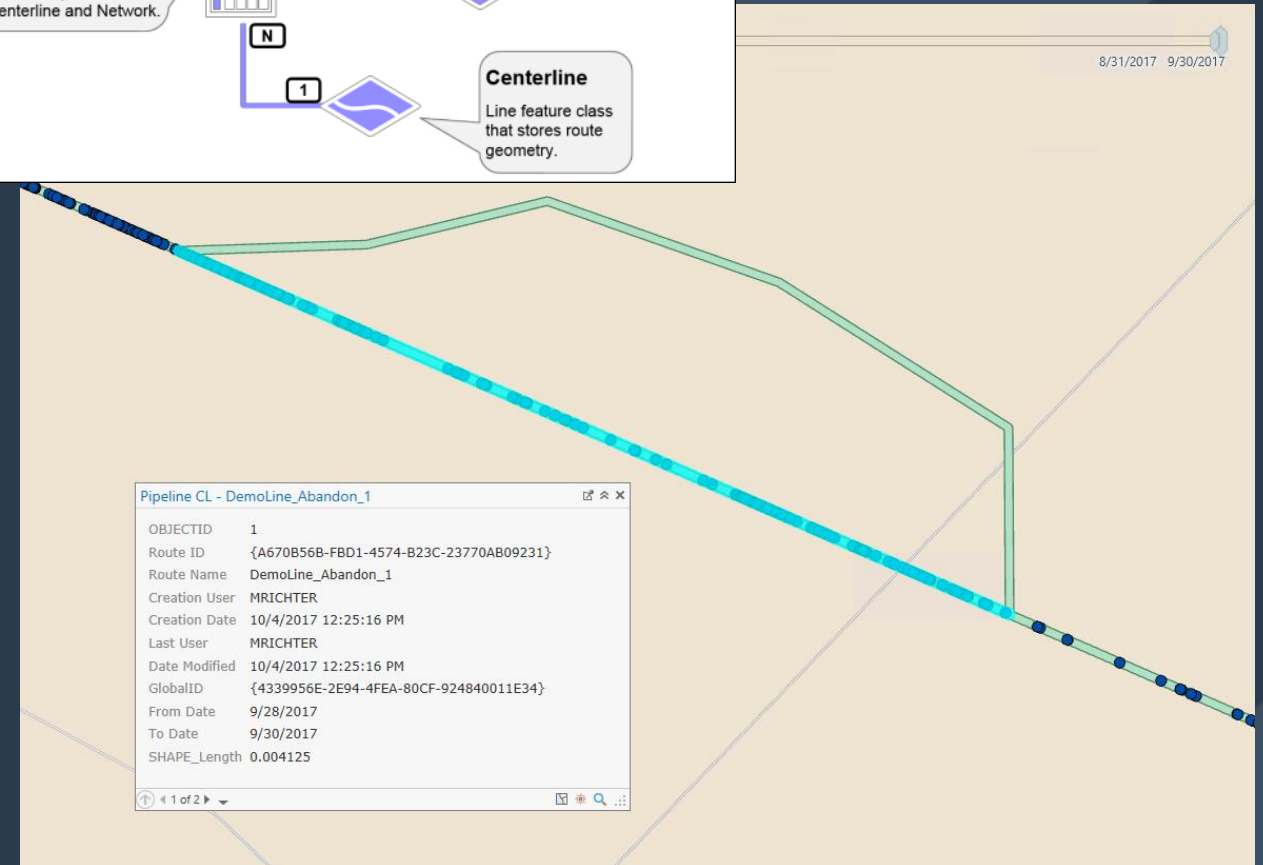 enterline and Network.
N
1
Centerline
Line feature class
that stores route
geometry.
8/31/2017 9/30/2017
Pipeline CL - DemoLine_Abandon_1
OBJECTID 1
Route ID {A670B56B-FBD1-4574-B23C-23770AB09231}
Route Name DemoLine_Abandon_1
Creation User MRICHTER
Creation Date 10/4/2017 12:25:16 PM
Last User MRICHTER
Date Modified 10/4/2017 12:25:16 PM
GlobalID {4339956E-2E94-4FEA-80CF-924840011E34}
From Date 9/28/2017
To Date 9/30/2017
SHAPE_Length 0.004125
1 of 2